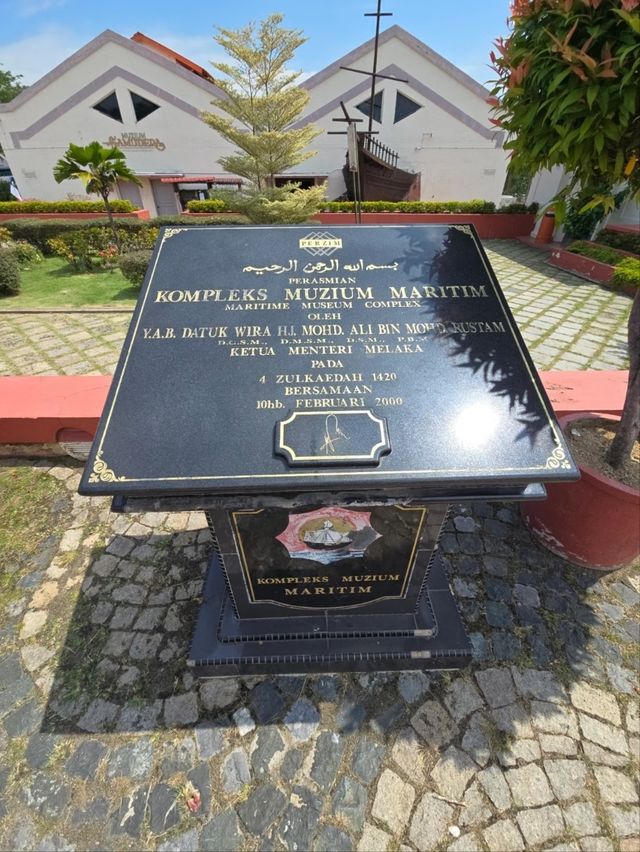 MUZIUM
SAMUDERA
PERZIM
بسم الله الرحمن الرحيم
PERASMIAN
KOMPLEKS MUZIUM MARITIM
MARITIME MUSEUM COMPLEX
OLEH
Y.A.B. DATUK WIRA HJ. MOHD. ALI BIN MOHD. RUSTAM
D.G.S.M., D.M.S.M., D.S.M.,
KETUA MENTERI MELAKA
PADA
4 ZULKAEDAH 1420
BERSAMAAN
10hb. FEBRUARI 2000
KOMPLEKS MUZIUM
MARITIM